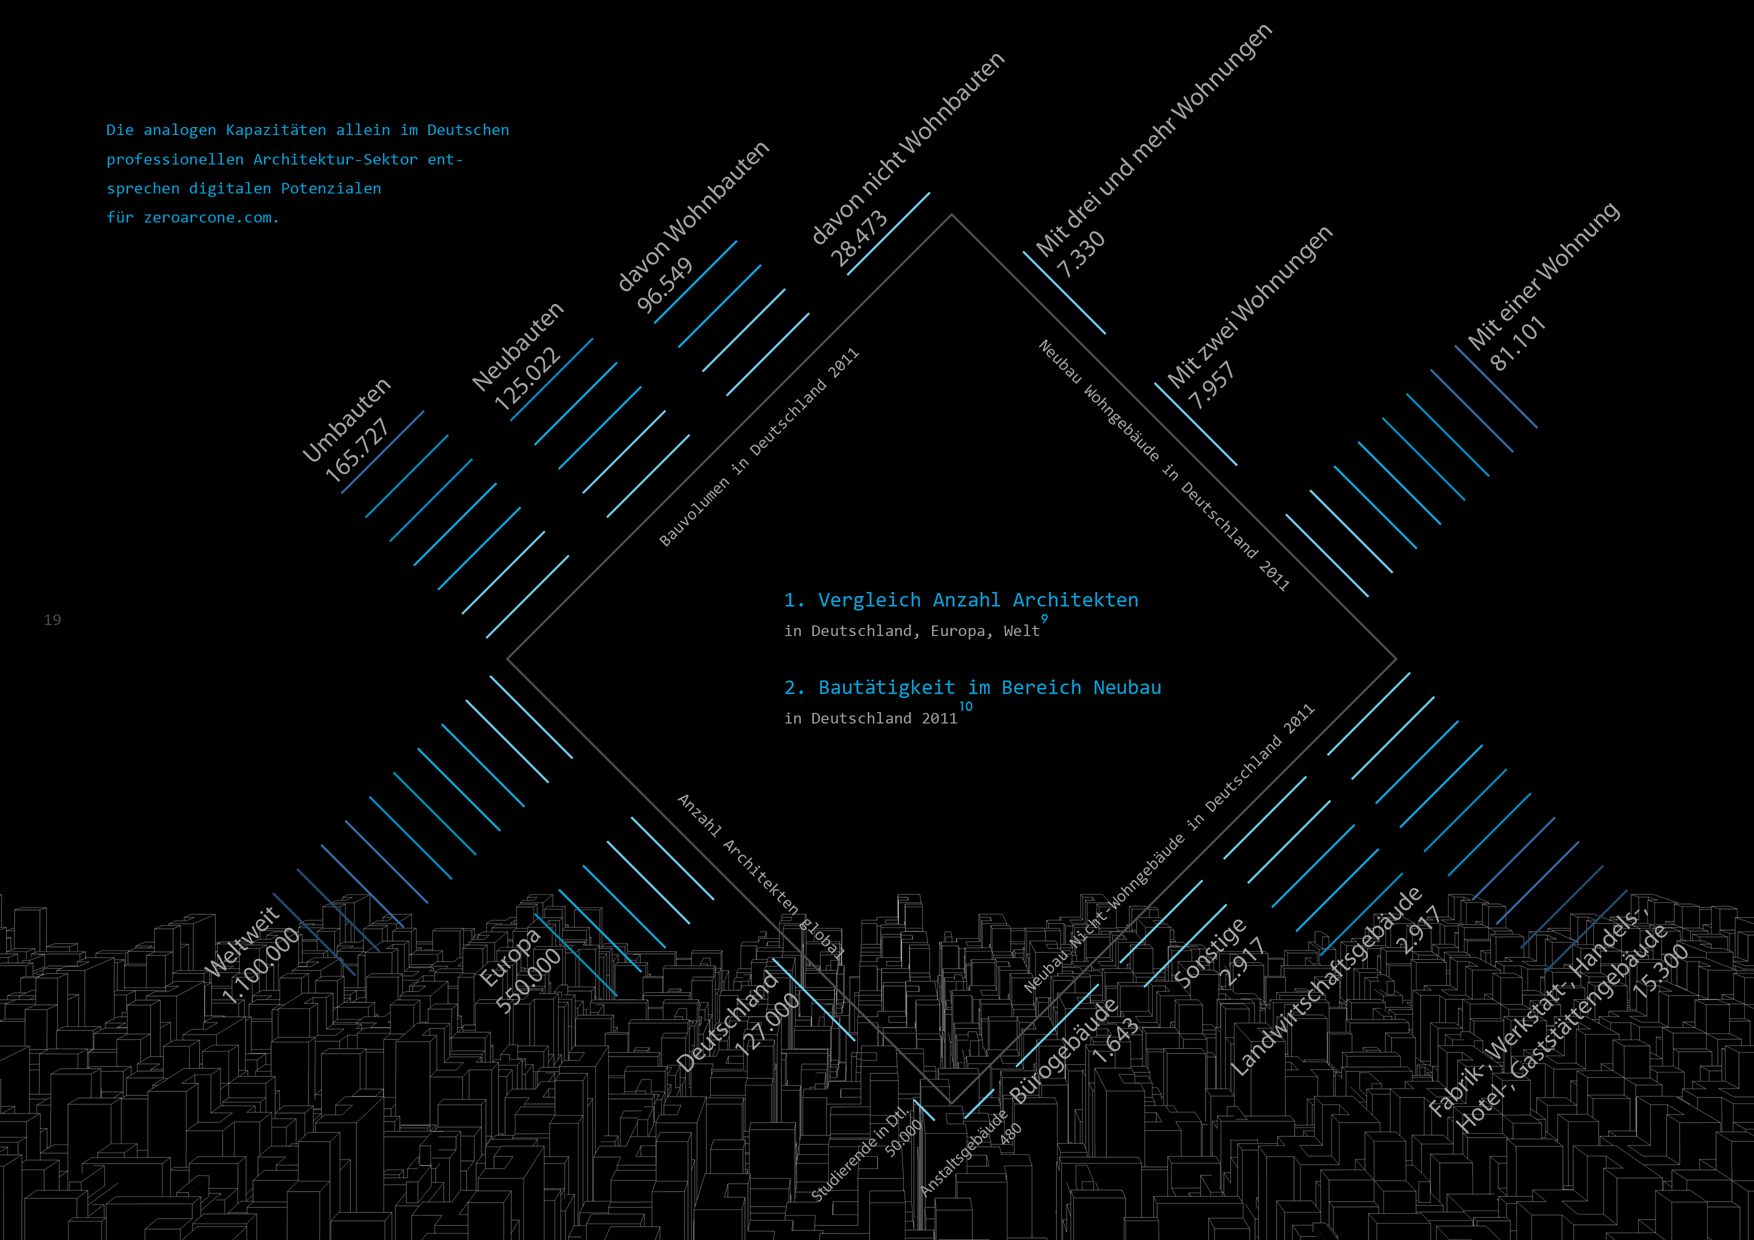 Die analogen Kapazitäten allein im Deutschen
professionellen Architektur-Sektor ent-
sprechen digitalen Potenzialen
für zeroarcone.com.
Umbauten
165.727
Neubauten
125.022
davon Wohnbauten
96.549
davon nicht Wohnbauten
28.473
Bauvolumen in Deutschland 2011
Mit drei und mehr Wohnungen
7.330
Mit zwei Wohnungen
7.957
Mit einer Wohnung
81.101
Neubau Wohngebäude in Deutschland 2011
19
1. Vergleich Anzahl Architekten
in Deutschland, Europa, Welt9
2. Bautätigkeit im Bereich Neubau
in Deutschland 201110
Anzahl Architekten global
Weltweit
1.100.000
Europa
550.000
Deutschland
127.000
Studierende in Dtl.
50.000
Neubau Nicht-Wohngebäude in Deutschland 2011
Anstaltsgebäude
480
Bürogebäude
1.643
Sonstige
2.917
Landwirtschaftsgebäude
2.917
Fabrik-, Werkstatt-, Handels-,
Hotel-, Gaststättengebäude
15.300